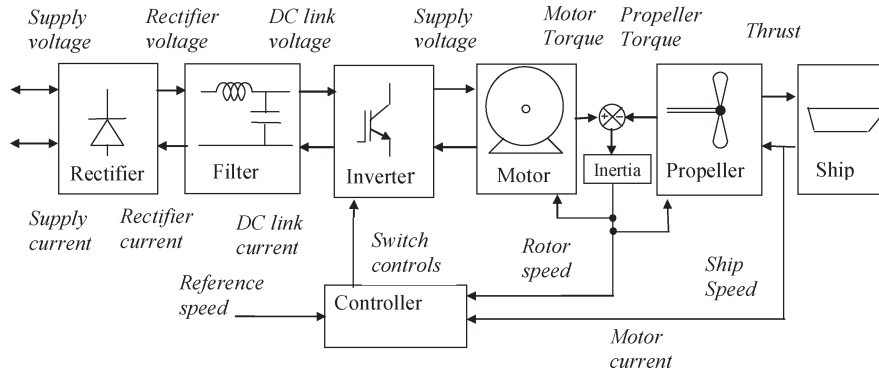 Supply voltage
Rectifier voltage
DC link voltage
Supply voltage
Motor Torque
Propeller Torque
Thrust
+ -
Rectifier
Filter
Inverter
Motor
Inertia
Propeller
Ship
Supply current
Rectifier current
DC link current
Switch controls
Rotor speed
Ship Speed
Reference speed
Controller
Motor current